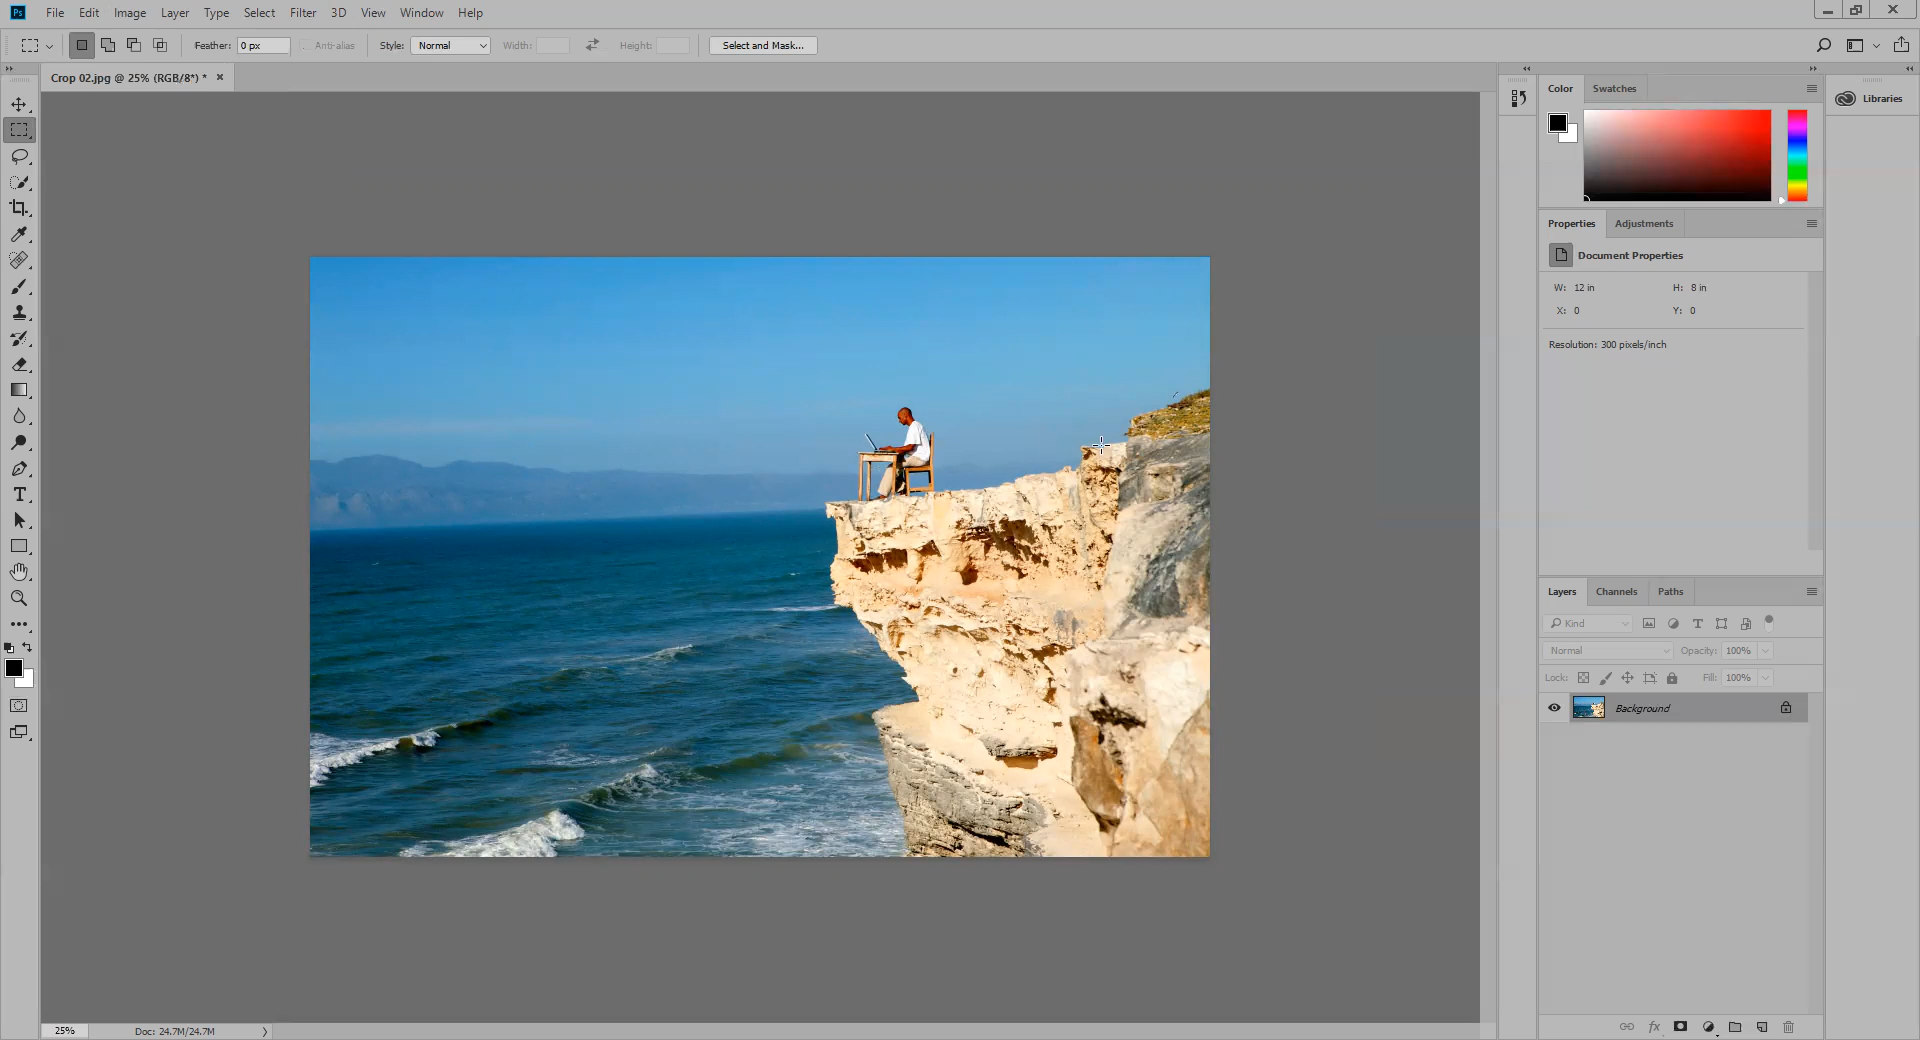 Ps File Edit Image Layer Type Select Filter 3D View Window Help
Feather: 0 px Anti-alias Style: Normal Width: Height: Select and Mask...
Crop 02.jpg @ 25% (RGB/8*) * ×
Color Swatches
Libraries
Properties Adjustments
Document Properties
W: 12 in H: 8 in
X: 0 Y: 0
Resolution: 300 pixels/inch
Layers Channels Paths
Kind
Normal Opacity: 100%
Lock: Fill: 100%
Background
fx
25% Doc: 24.7M/24.7M